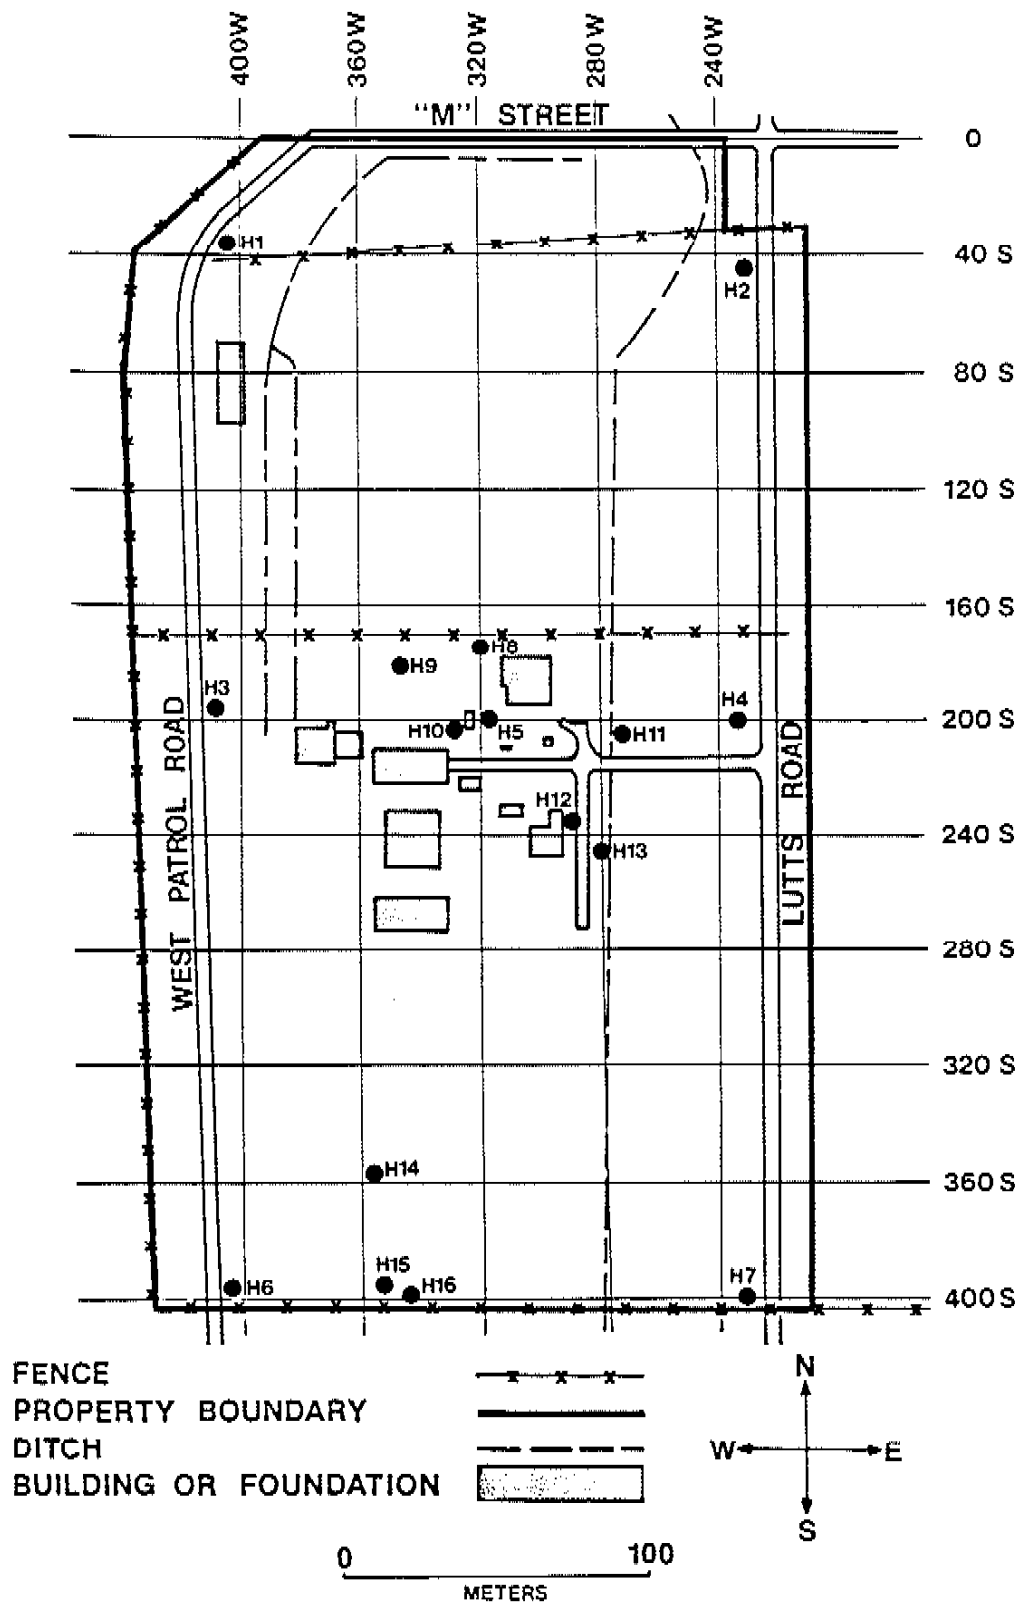 400W
360W
320W
280W
240W
"M" STREET
0
H1
40 S
H2
80 S
120 S
160 S
H8
H9
H3
H4
200 S
H10
H5
H11
H12
240 S
H13
WEST PATROL ROAD
LUTTS ROAD
280 S
320 S
H14
360 S
H15
H6
H16
H7
400 S
FENCE
PROPERTY BOUNDARY
DITCH
BUILDING OR FOUNDATION
N
W E
S
0 100
METERS